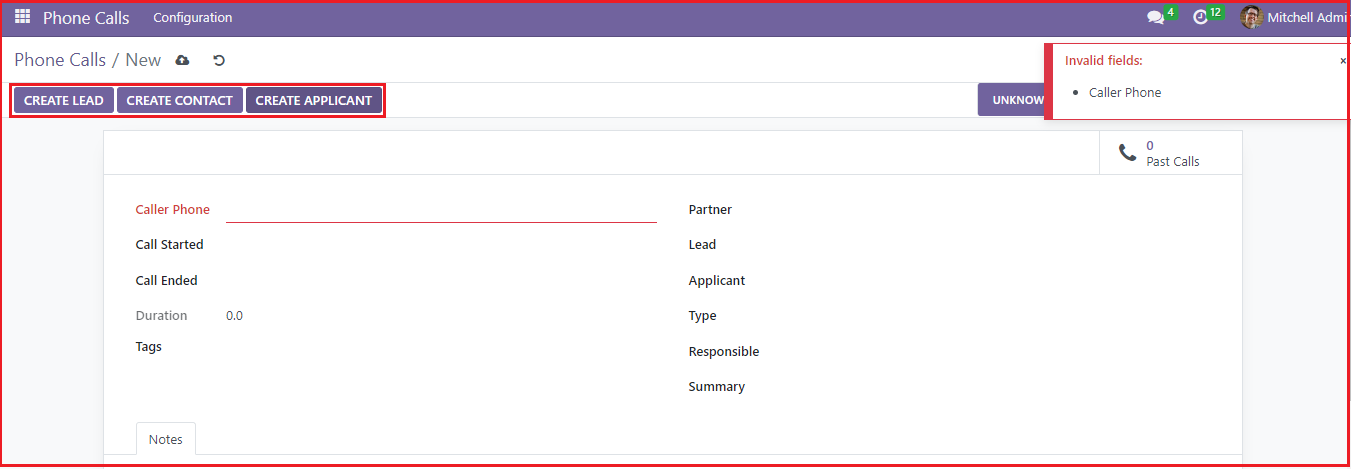 Phone Calls Configuration 4 12 Mitchell Admi
Phone Calls / New
Invalid fields: ×
Caller Phone
CREATE LEAD CREATE CONTACT CREATE APPLICANT UNKNOW
0
Past Calls
Caller Phone Partner
Call Started Lead
Call Ended Applicant
Duration 0.0 Type
Tags
Responsible
Summary
Notes